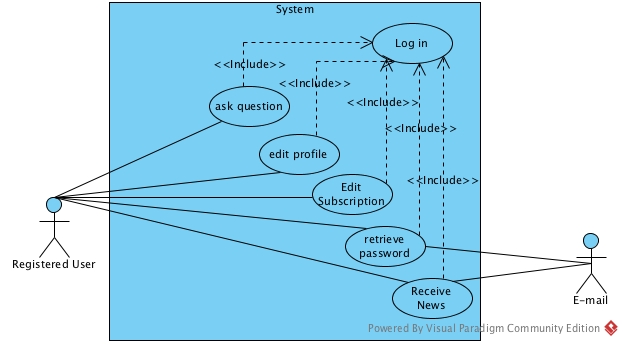 System
Log in
<<Include>>
ask question
<<Include>>
<<Include>>
<<Include>>
edit profile
<<Include>>
Edit
Subscription
retrieve
password
Registered User
Receive
News
E-mail
Powered By Visual Paradigm Community Edition